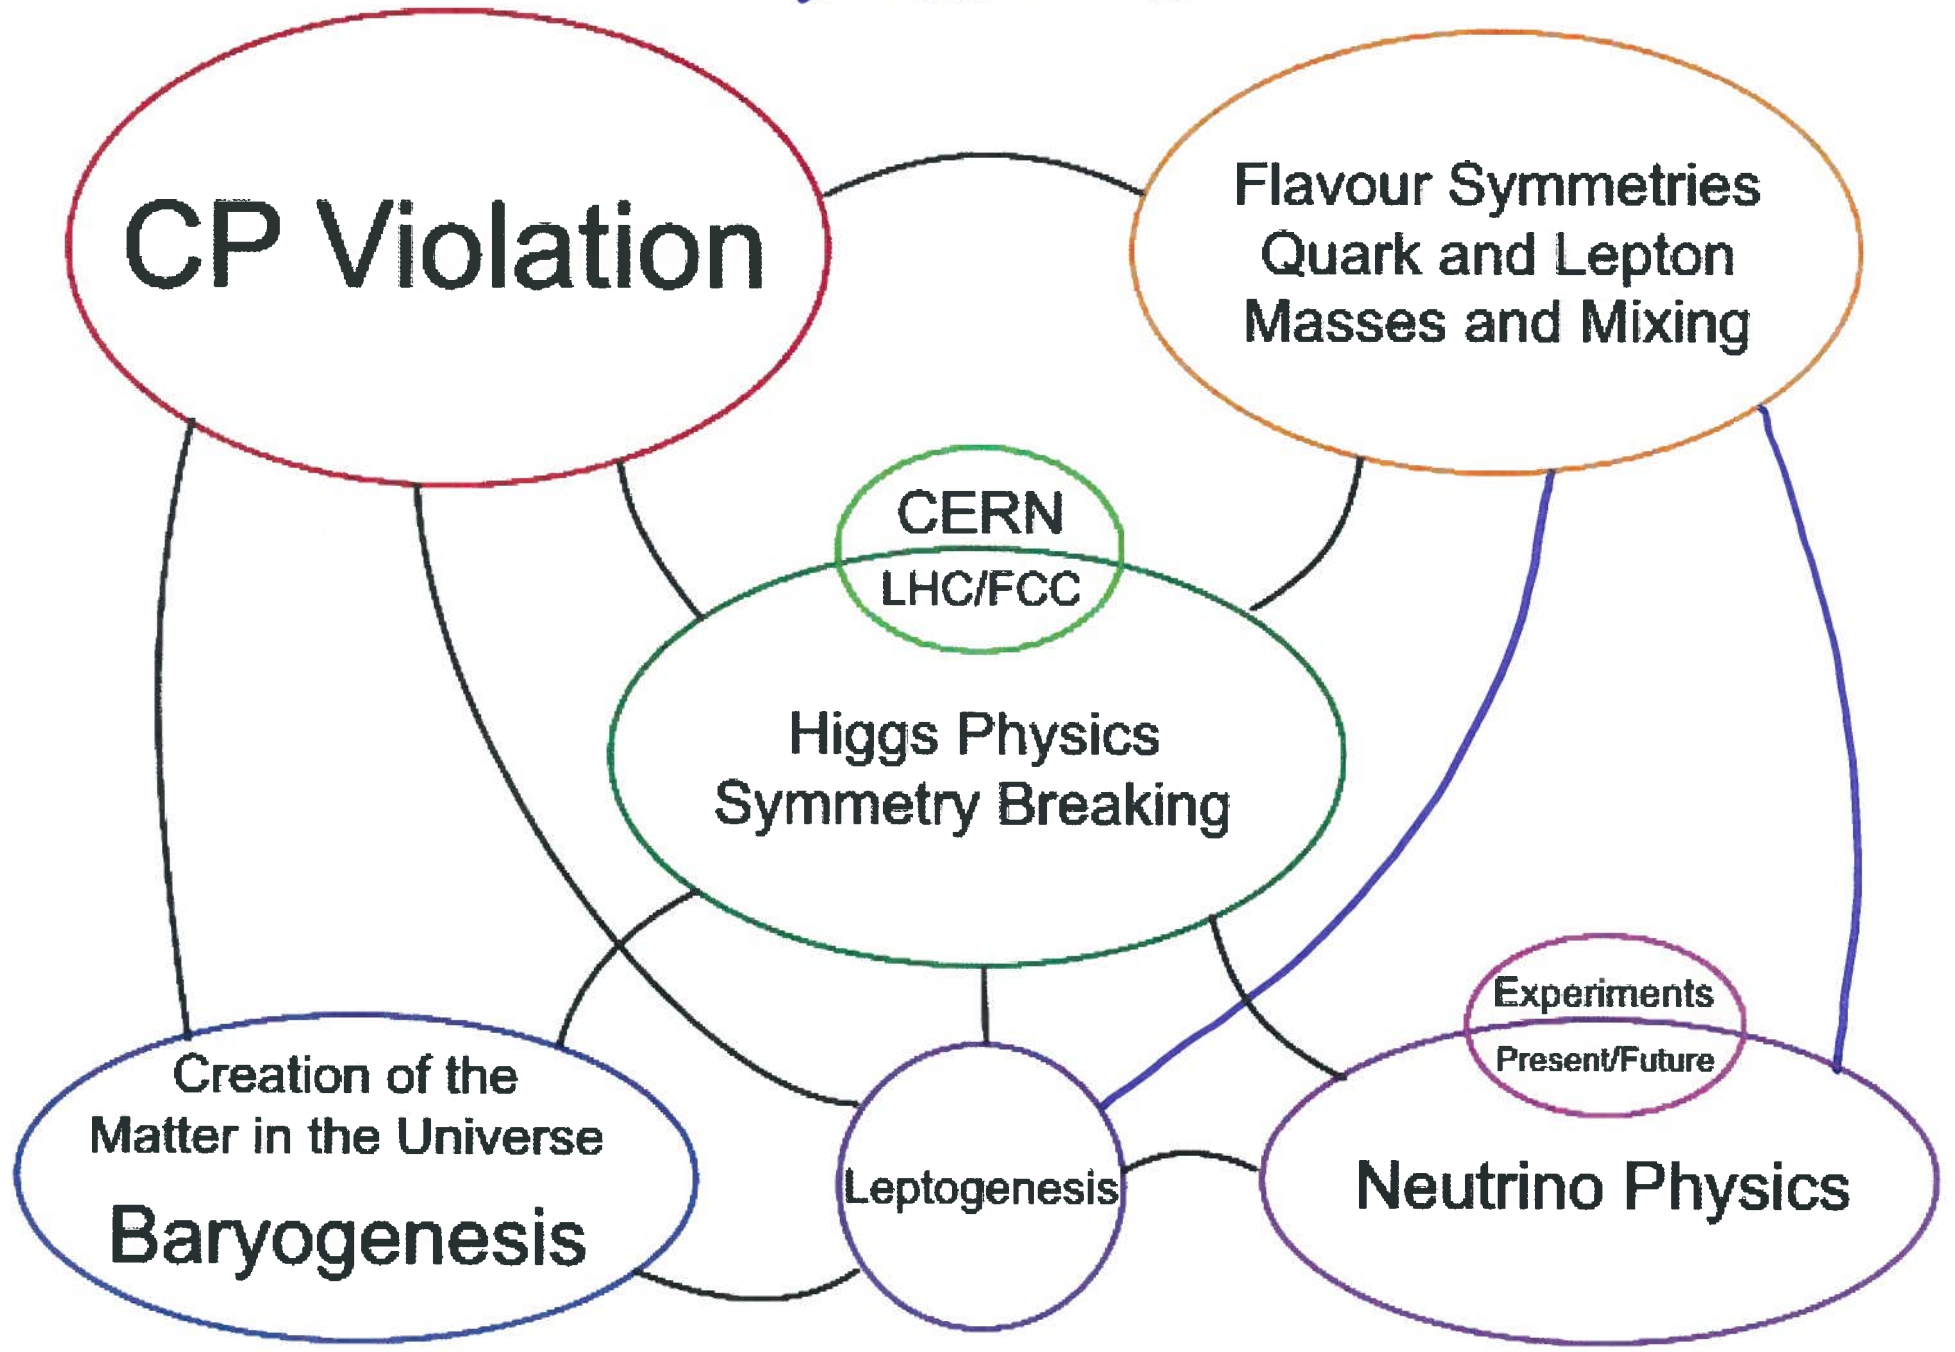 CP Violation
Flavour Symmetries
Quark and Lepton
Masses and Mixing
CERN
LHC/FCC
Higgs Physics
Symmetry Breaking
Experiments
Present/Future
Creation of the
Matter in the Universe
Baryogenesis
Leptogenesis
Neutrino Physics